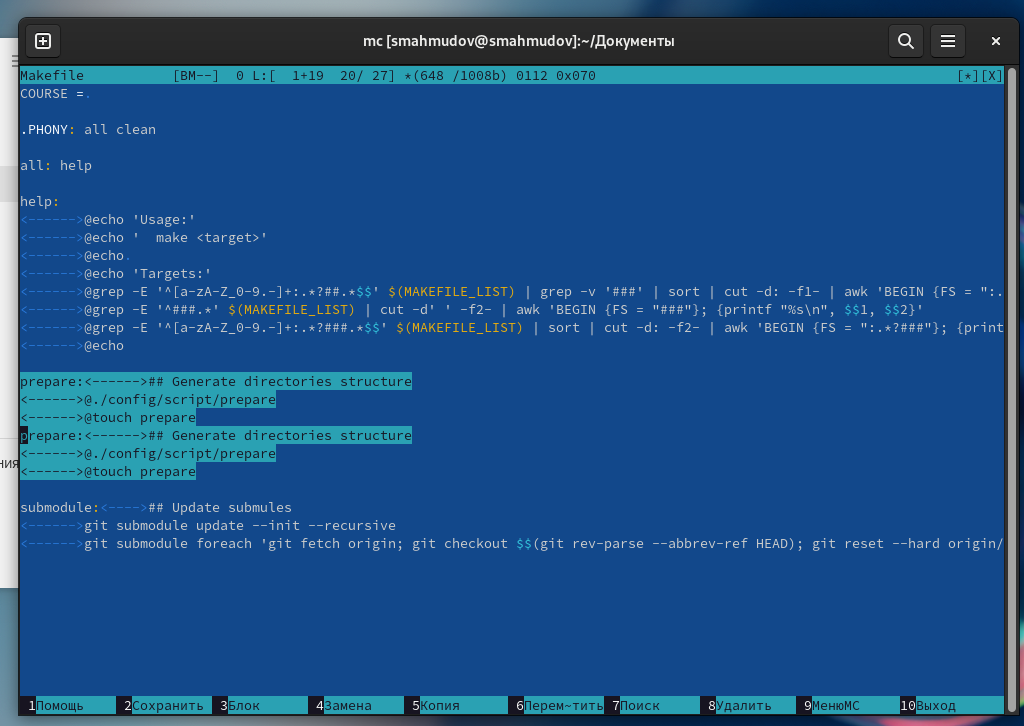 mc [smahmudov@smahmudov]:~/Документы
Makefile [BM--] 0 L:[ 1+19 20/ 27] *(648 /1008b) 0112 0x070 [*][X]
COURSE =.
.PHONY: all clean
all: help
help:
<------>@echo 'Usage:'
<------>@echo '  make <target>'
<------>@echo.
<------>@echo 'Targets:'
<------>@grep -E '^[a-zA-Z_0-9.-]+:.*?##.*$$' $(MAKEFILE_LIST) | grep -v '###' | sort | cut -d: -f1- | awk 'BEGIN {FS = ":.
<------>@grep -E '^###.*' $(MAKEFILE_LIST) | cut -d' ' -f2- | awk 'BEGIN {FS = "###"}; {printf "%s\n", $$1, $$2}'
<------>@grep -E '^[a-zA-Z_0-9.-]+:.*?###.*$$' $(MAKEFILE_LIST) | sort | cut -d: -f2- | awk 'BEGIN {FS = ":.*?###"}; {print
<------>@echo
prepare:<------>## Generate directories structure
<------>@./config/script/prepare
<------>@touch prepare
prepare:<------>## Generate directories structure
ния
<------>@./config/script/prepare
<------>@touch prepare
submodule:<---->## Update submules
<------>git submodule update --init --recursive
<------>git submodule foreach 'git fetch origin; git checkout $$(git rev-parse --abbrev-ref HEAD); git reset --hard origin/
1Помощь 2Сохранить 3Блок 4Замена 5Копия 6Перем~тить 7Поиск 8Удалить 9МенюMC 10Выход